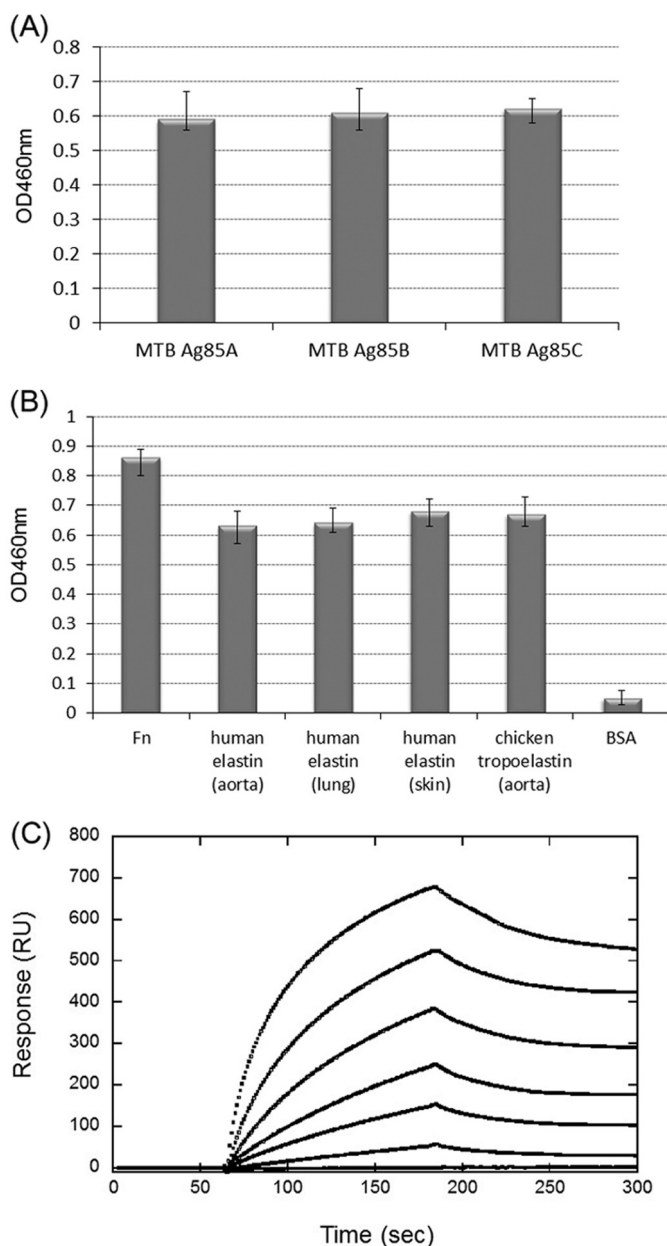 (A)
0.8
0.7
0.6
0.5
0.4
0.3
0.2
0.1
0
OD460nm
MTB Ag85A MTB Ag85B MTB Ag85C
(B)
1
0.9
0.8
0.7
0.6
0.5
0.4
0.3
0.2
0.1
0
OD460nm
Fn human human human chicken BSA
elastin elastin elastin tropoelastin
(aorta) (lung) (skin) (aorta)
(C)
800
700
600
500
400
300
200
100
0
Response (RU)
0 50 100 150 200 250 300
Time (sec)